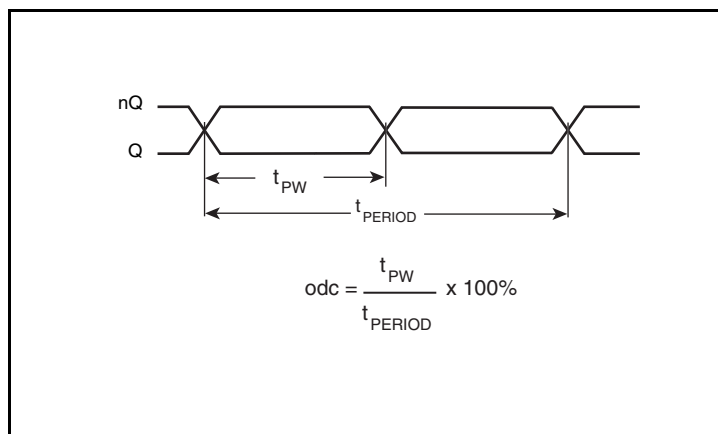 nQ
Q
tPW
tPERIOD
odc = tPW / tPERIOD x 100%